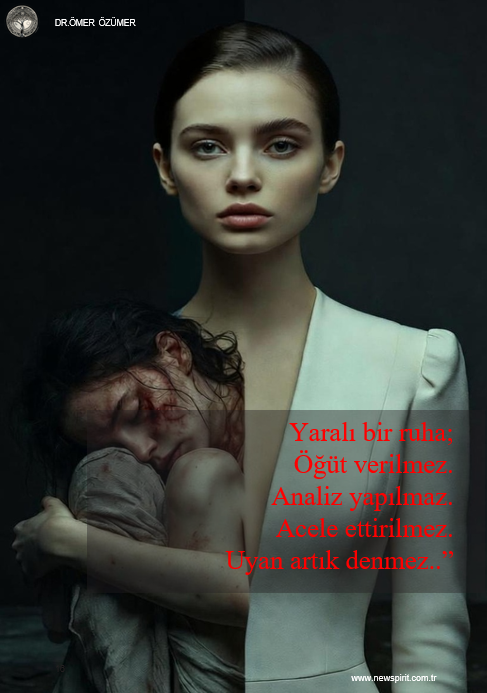 DR.ÖMER ÖZÜMER
Yaralı bir ruha;
Öğüt verilmez.
Analiz yapılmaz.
Acele ettirilmez.
Uyan artık denmez..”
www.newspirit.com.tr